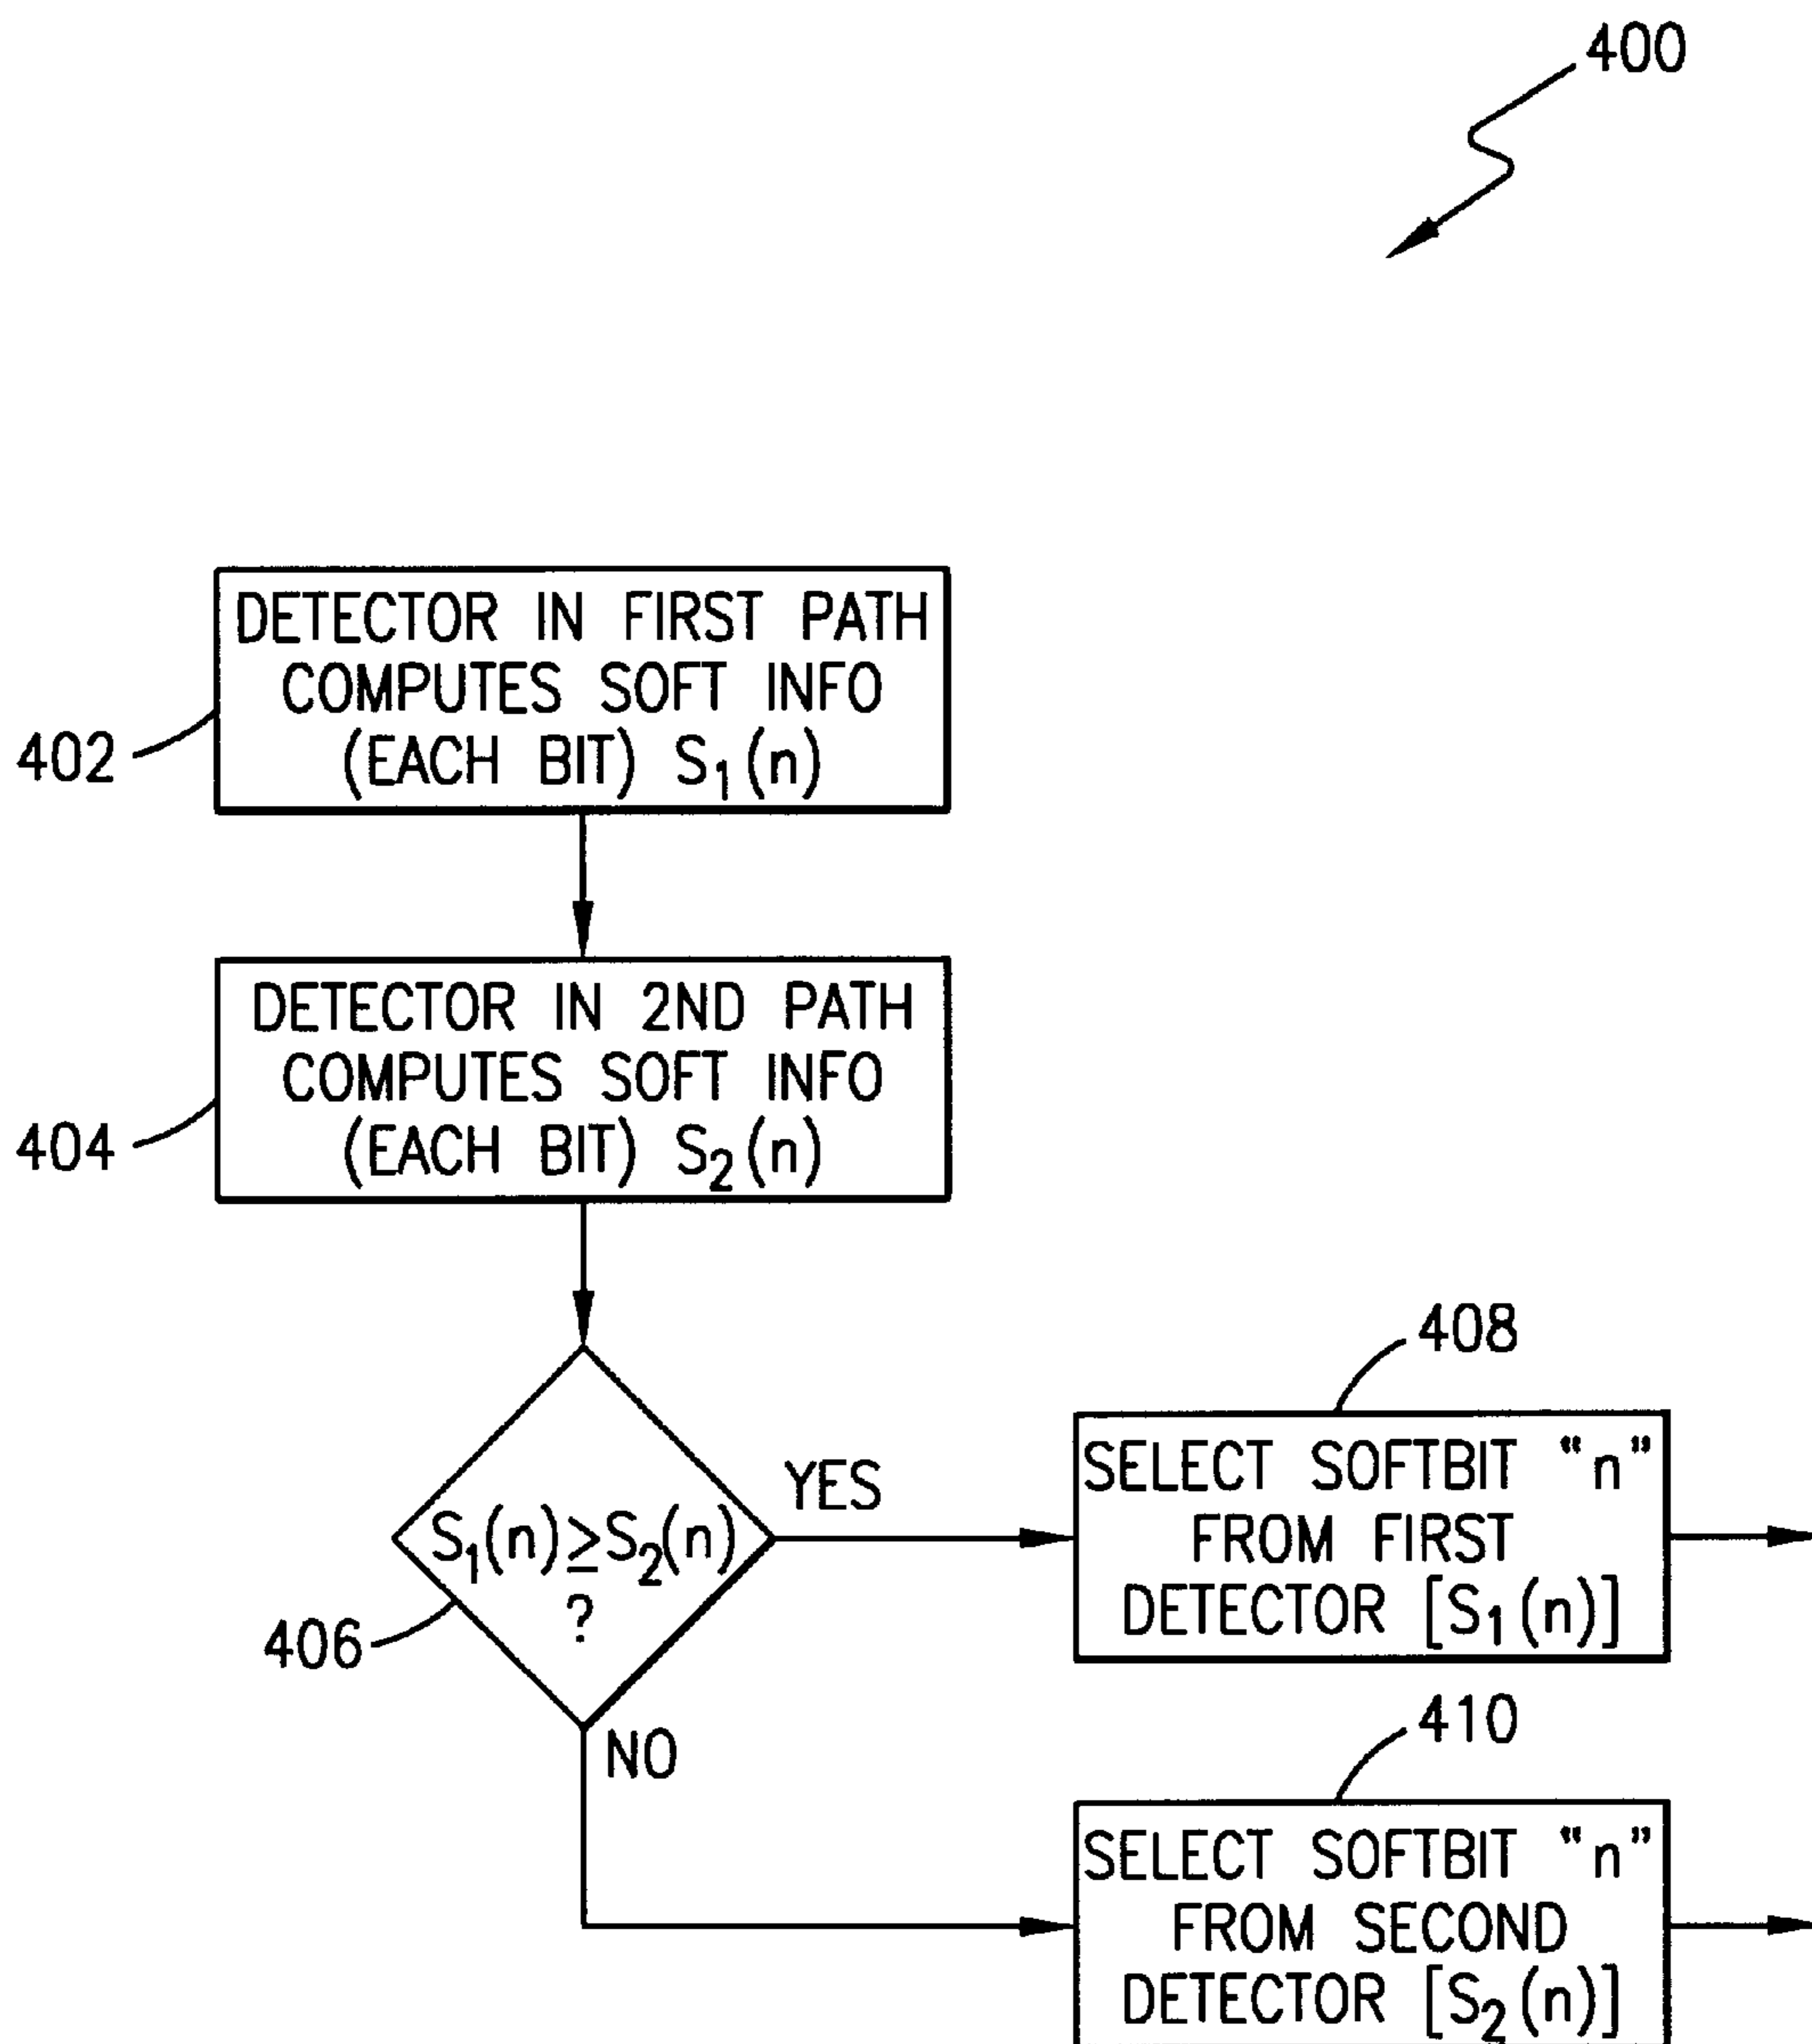 400
DETECTOR IN FIRST PATH
COMPUTES SOFT INFO
(EACH BIT) S₁(n)
402
DETECTOR IN 2ND PATH
COMPUTES SOFT INFO
(EACH BIT) S₂(n)
404
S₁(n)≥S₂(n)
?
406
YES
NO
408
SELECT SOFTBIT "n"
FROM FIRST
DETECTOR [S₁(n)]
410
SELECT SOFTBIT "n"
FROM SECOND
DETECTOR [S₂(n)]